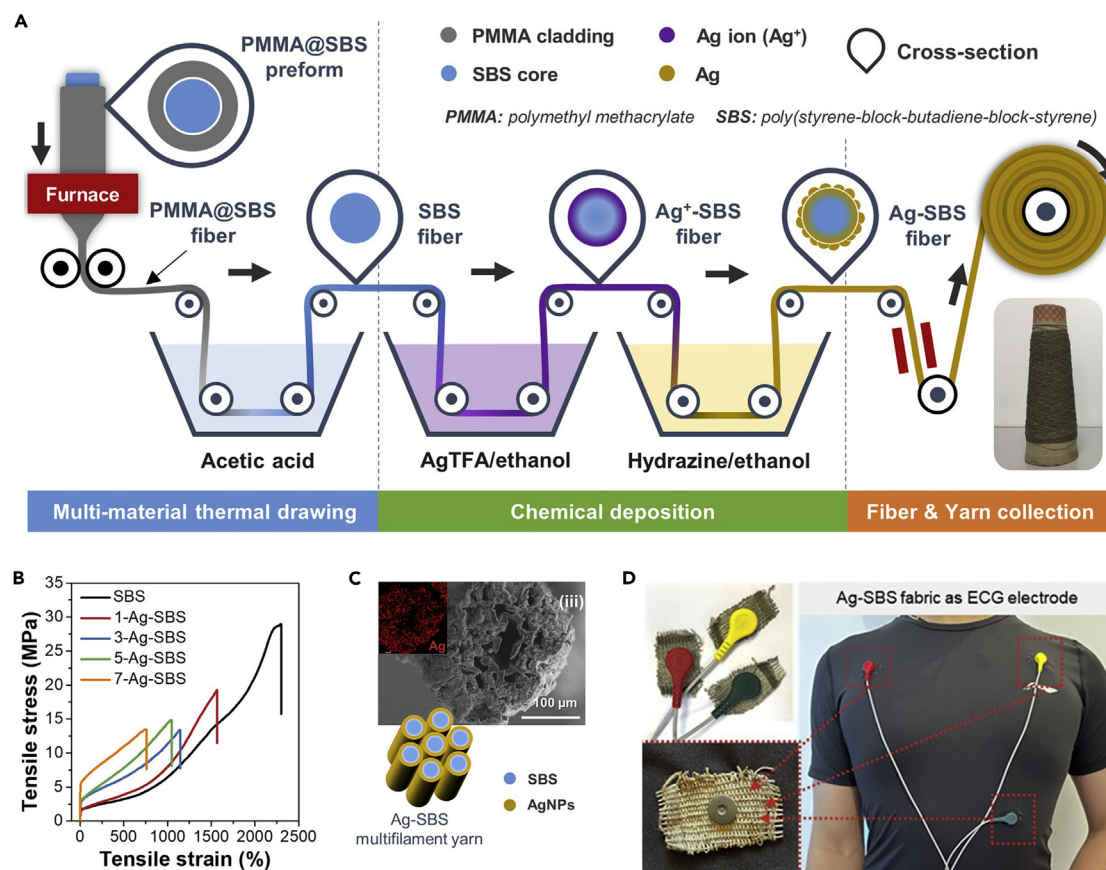 A
PMMA@SBS
preform
PMMA cladding
Ag ion (Ag⁺)
Cross-section
SBS core
Ag
PMMA: polymethyl methacrylate SBS: poly(styrene-block-butadiene-block-styrene)
Furnace
PMMA@SBS
fiber
SBS
fiber
Ag⁺-SBS
fiber
Ag-SBS
fiber
Acetic acid
AgTFA/ethanol
Hydrazine/ethanol
Multi-material thermal drawing
Chemical deposition
Fiber & Yarn collection
B
Tensile stress (MPa)
35
30
25
20
15
10
5
0
SBS
1-Ag-SBS
3-Ag-SBS
5-Ag-SBS
7-Ag-SBS
0 500 1000 1500 2000 2500
Tensile strain (%)
C
(iii)
Ag
100 µm
SBS
AgNPs
Ag-SBS
multifilament yarn
D
Ag-SBS fabric as ECG electrode